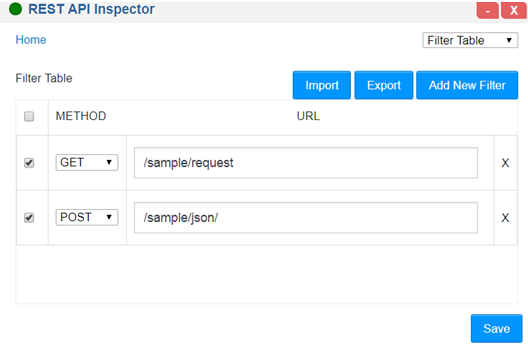 REST API Inspector - X
Home Filter Table
Filter Table Import Export Add New Filter
METHOD URL
GET /sample/request X
POST /sample/json/ X
Save